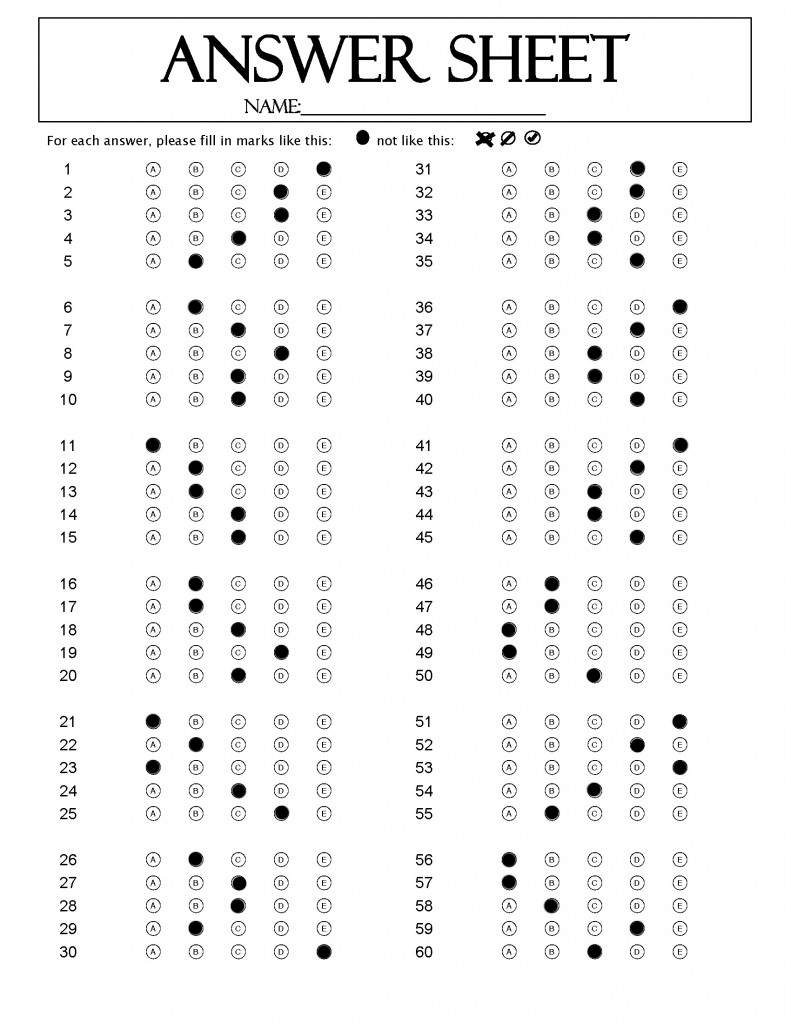 ANSWER SHEET
NAME:
For each answer, please fill in marks like this: not like this:
1 A B C D 31 A B C E
2 A B C E 32 A B C E
3 A B C E 33 A B D E
4 A B D E 34 A B D E
5 A C D E 35 A B C E
6 A C D E 36 A B C D
7 A B D E 37 A B C E
8 A B C E 38 A B D E
9 A B D E 39 A B D E
10 A B D E 40 A B C E
11 B C D E 41 A B C D
12 A C D E 42 A B C E
13 A C D E 43 A B D E
14 A B D E 44 A B D E
15 A B D E 45 A B C E
16 A C D E 46 A C D E
17 A C D E 47 A C D E
18 A B D E 48 B C D E
19 A B C E 49 B C D E
20 A B D E 50 A B D E
21 B C D E 51 A B C D
22 A C D E 52 A B C E
23 B C D E 53 A B C D
24 A B D E 54 A B D E
25 A B C E 55 A C D E
26 A C D E 56 B C D E
27 A B D E 57 B C D E
28 A B D E 58 A C D E
29 A C D E 59 A B C E
30 A B C D 60 A B D E